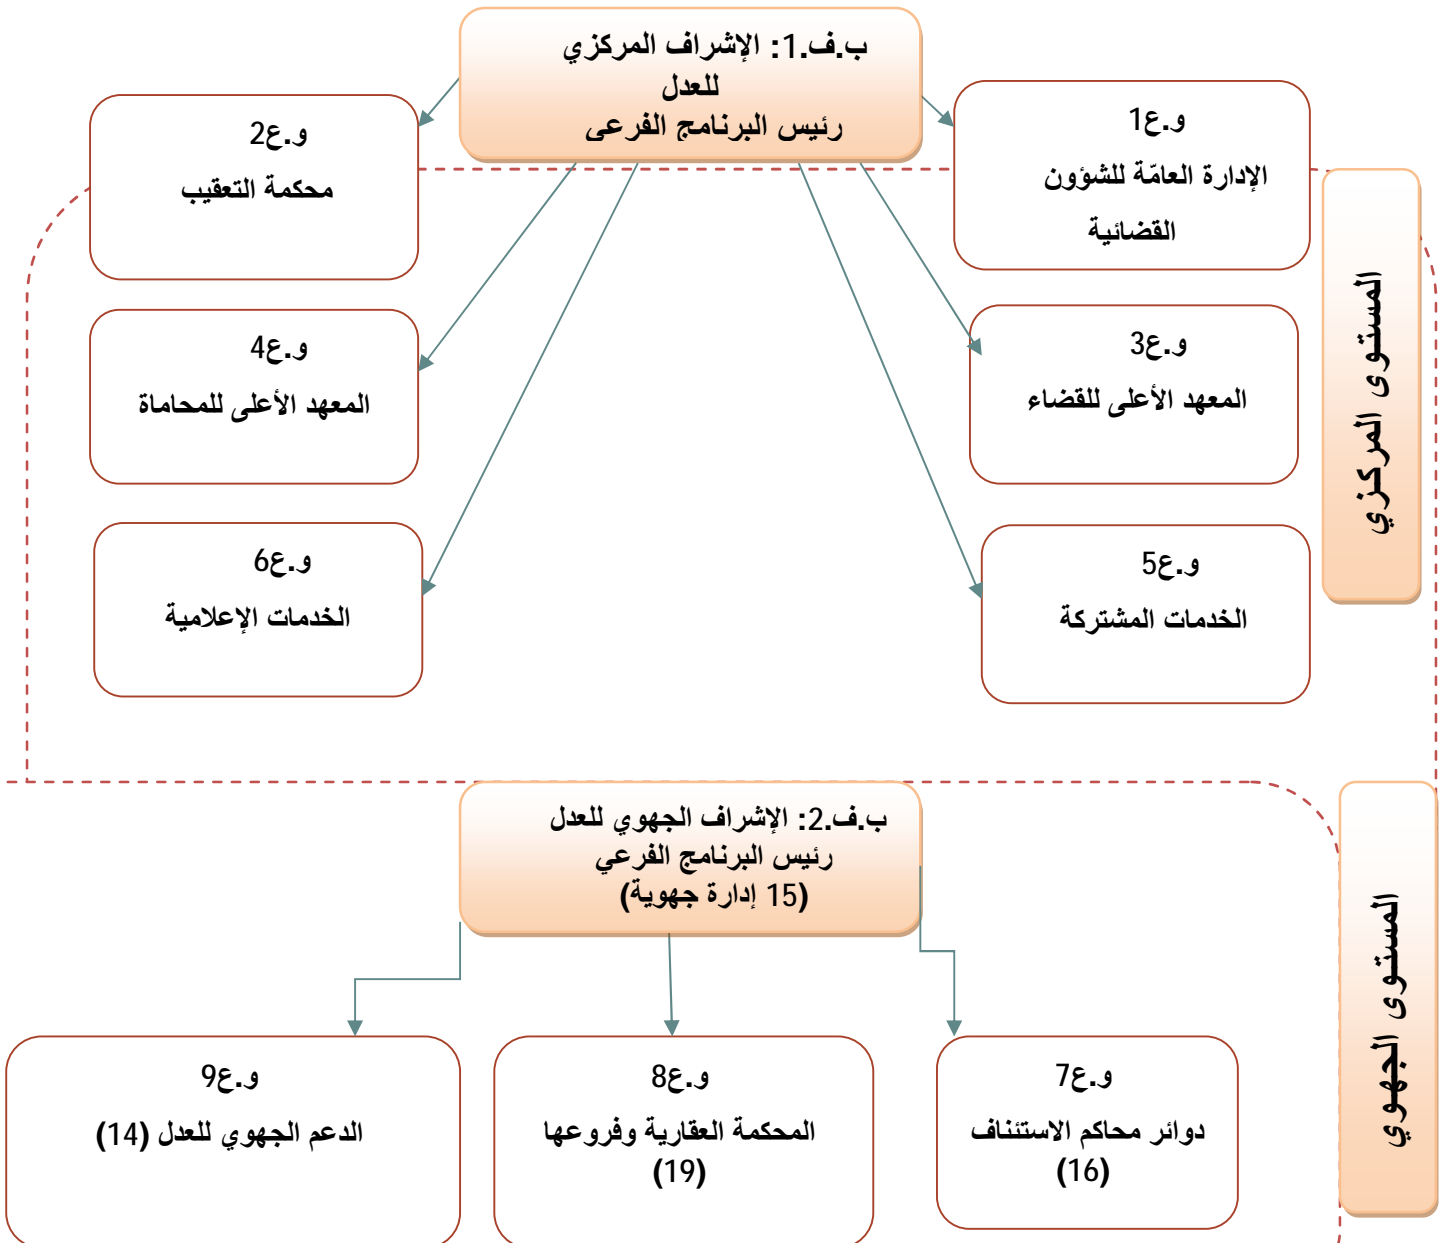 ب.ف.1: الإشراف المركزي
للعدل
رئيس البرنامج الفرعي
و.ع1
الإدارة العامّة للشؤون
القضائية
و.ع2
محكمة التعقيب
المستوى المركزي
و.ع3
المعهد الأعلى للقضاء
و.ع4
المعهد الأعلى للمحاماة
و.ع5
الخدمات المشتركة
و.ع6
الخدمات الإعلامية
ب.ف.2: الإشراف الجهوي للعدل
رئيس البرنامج الفرعي
(15 إدارة جهوية)
المستوى الجهوي
و.ع7
دوائر محاكم الاستئناف
(16)
و.ع8
المحكمة العقارية وفروعها
(19)
و.ع9
الدعم الجهوي للعدل (14)